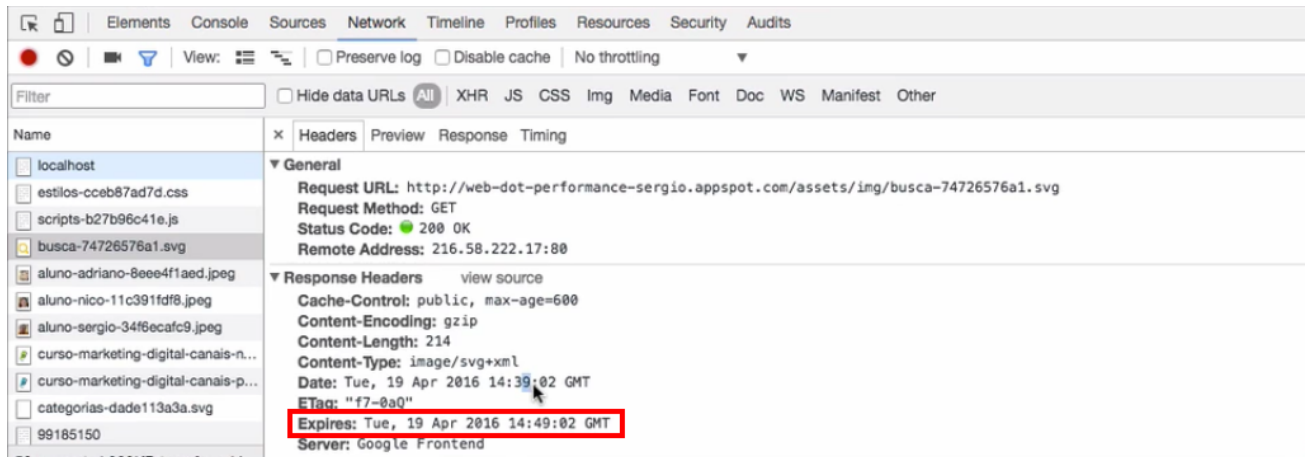 Elements Console Sources Network Timeline Profiles Resources Security Audits
View: Preserve log Disable cache No throttling
Filter Hide data URLs All XHR JS CSS Img Media Font Doc WS Manifest Other
Name
× Headers Preview Response Timing
localhost
estilos-cceb87ad7d.css
scripts-b27b96c41e.js
busca-74726576a1.svg
aluno-adriano-8eee4f1aed.jpeg
aluno-nico-11c391fdf8.jpeg
aluno-sergio-34f6ecafc9.jpeg
curso-marketing-digital-canais-n...
curso-marketing-digital-canais-p...
categorias-dade113a3a.svg
99185150
General
Request URL: http://web-dot-performance-sergio.appspot.com/assets/img/busca-74726576a1.svg
Request Method: GET
Status Code: 200 OK
Remote Address: 216.58.222.17:80
Response Headers view source
Cache-Control: public, max-age=600
Content-Encoding: gzip
Content-Length: 214
Content-Type: image/svg+xml
Date: Tue, 19 Apr 2016 14:39:02 GMT
ETag: "f7-0aQ"
Expires: Tue, 19 Apr 2016 14:49:02 GMT
Server: Google Frontend